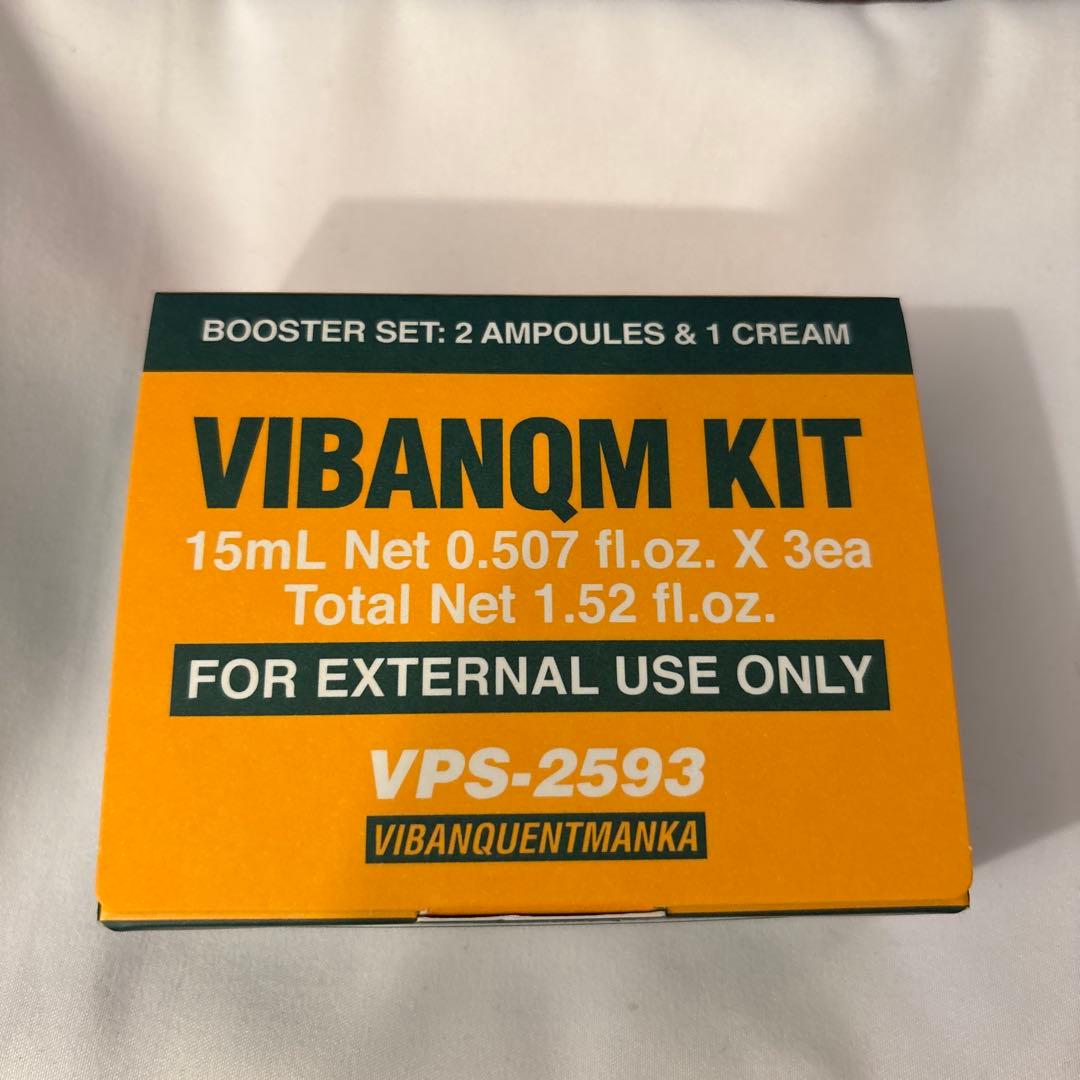 BOOSTER SET: 2 AMPOULES & 1 CREAM
VIBANQM KIT
15mL Net 0.507 fl.oz. X 3ea
Total Net 1.52 fl.oz.
FOR EXTERNAL USE ONLY
VPS-2593
VIBANQUENTMANKA